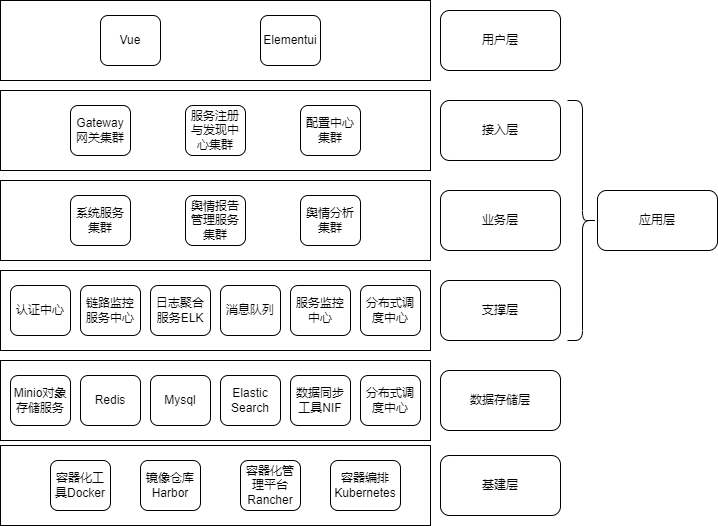 Vue
Elementui
用户层
Gateway
网关集群
服务注册
与发现中
心集群
配置中心
集群
接入层
系统服务
集群
舆情报告
管理服务
集群
舆情分析
集群
业务层
应用层
认证中心
链路监控
服务中心
日志聚合
服务ELK
消息队列
服务监控
中心
分布式调
度中心
支撑层
Minio对象
存储服务
Redis
Mysql
Elastic
Search
数据同步
工具NIF
分布式调
度中心
数据存储层
容器化工
具Docker
镜像仓库
Harbor
容器化管
理平台
Rancher
容器编排
Kubernetes
基建层